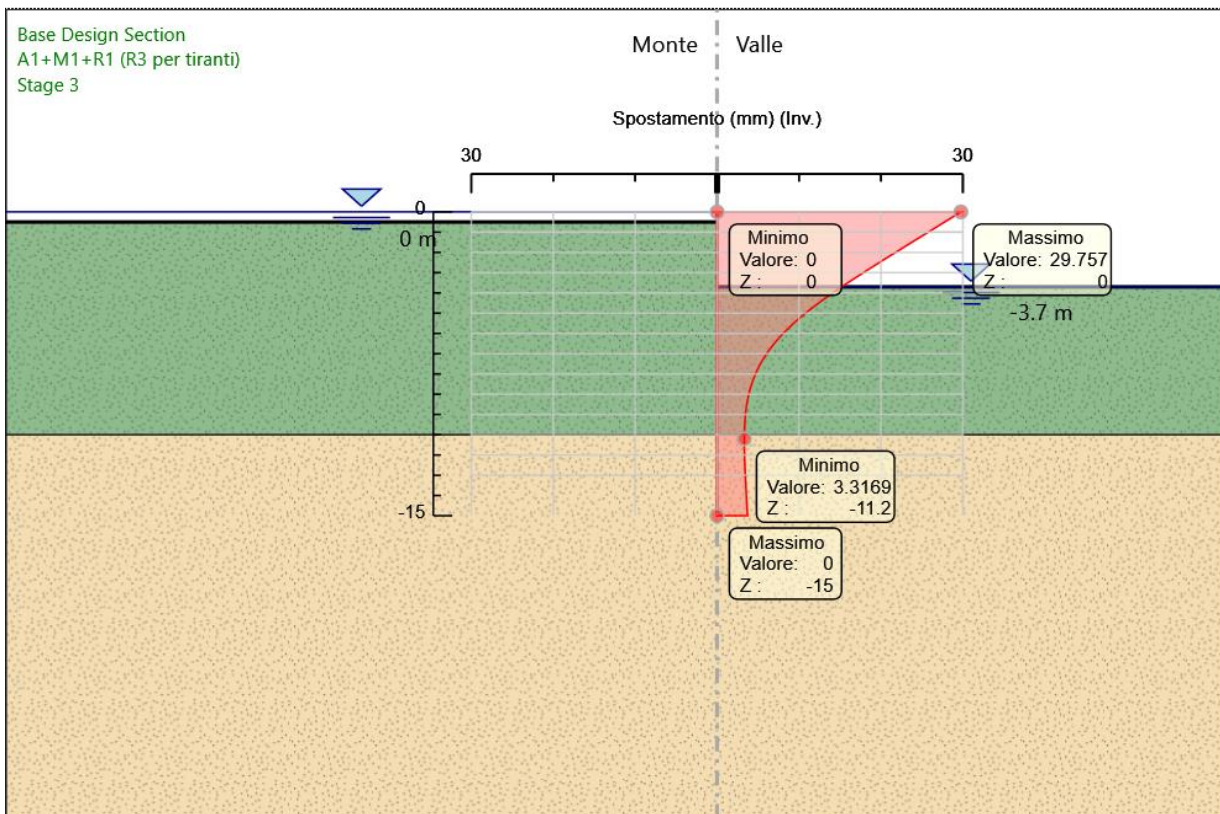 Base Design Section
A1+M1+R1 (R3 per tiranti)
Stage 3
Monte
Valle
Spostamento (mm) (Inv.)
30
30
0
0 m
Minimo
Valore: 0
Z : 0
Massimo
Valore: 29.757
Z : 0
-3.7 m
Minimo
Valore: 3.3169
Z : -11.2
-15
Massimo
Valore: 0
Z : -15